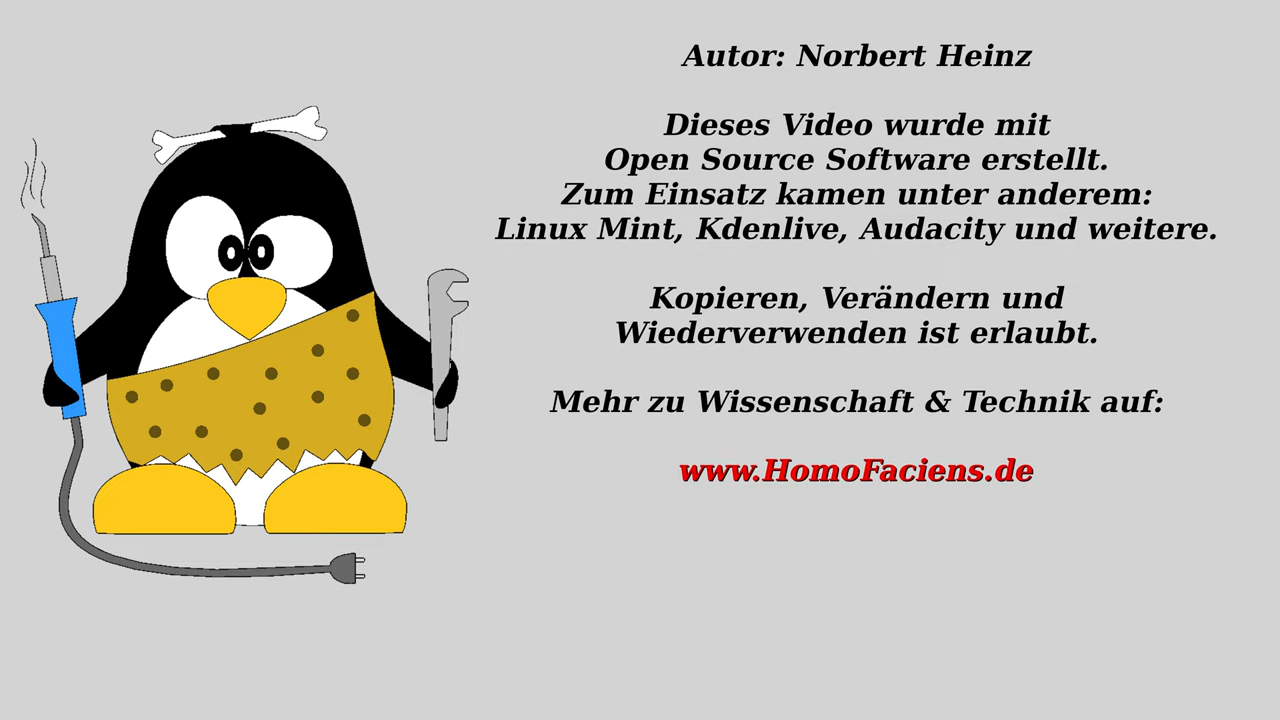 Autor: Norbert Heinz
Dieses Video wurde mit
Open Source Software erstellt.
Zum Einsatz kamen unter anderem:
Linux Mint, Kdenlive, Audacity und weitere.
Kopieren, Verändern und
Wiederverwenden ist erlaubt.
Mehr zu Wissenschaft & Technik auf:
www.HomoFaciens.de